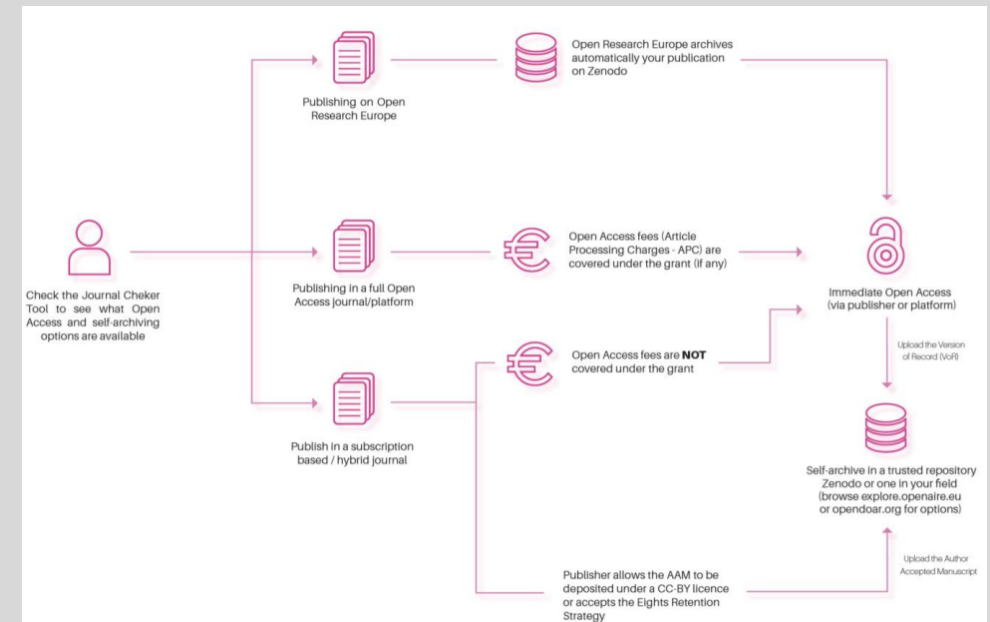 Open Research Europe archives
automatically your publication
on Zenodo
Publishing on Open
Research Europe
Check the Journal Cheker
Tool to see what Open
Access and self-archiving
options are available
Publishing in a full Open
Access journal/platform
Open Access fees (Article
Processing Charges - APC) are
covered under the grant (if any)
Immediate Open Access
(via publisher or platform)
Publish in a subscription
based / hybrid journal
Open Access fees are NOT
covered under the grant
Upload the Version
of Record (VoR)
Self-archive in a trusted repository
Zenodo or one in your field
(browse explore.openaire.eu
or opendoar.org for options)
Publisher allows the AAM to be
deposited under a CC-BY licence
or accepts the Eights Retention
Strategy
Upload the Author
Accepted Manuscript